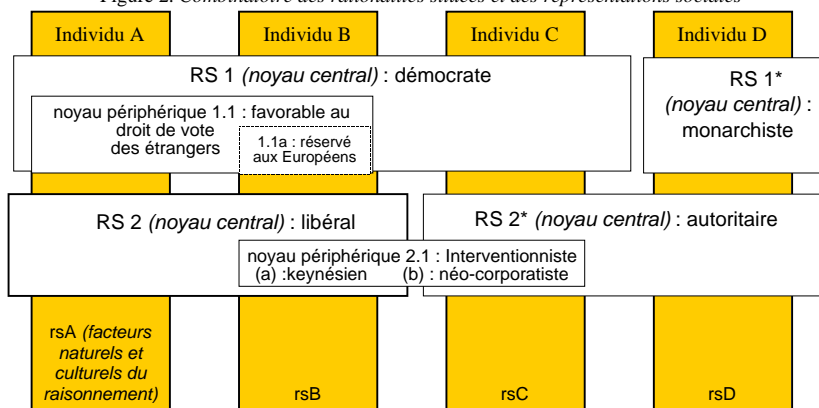 Figure 2. Combinatoire des rationalités situées et des représentations sociales
Individu A
Individu B
Individu C
Individu D
RS 1 (noyau central) : démocrate
RS 1*
(noyau central) :
monarchiste
noyau périphérique 1.1 : favorable au
droit de vote
des étrangers
1.1a : réservé
aux Européens
RS 2 (noyau central) : libéral
RS 2* (noyau central) : autoritaire
noyau périphérique 2.1 : Interventionniste
(a) :keynésien (b) : néo-corporatiste
rsA (facteurs
naturels et
culturels du
raisonnement)
rsB
rsC
rsD